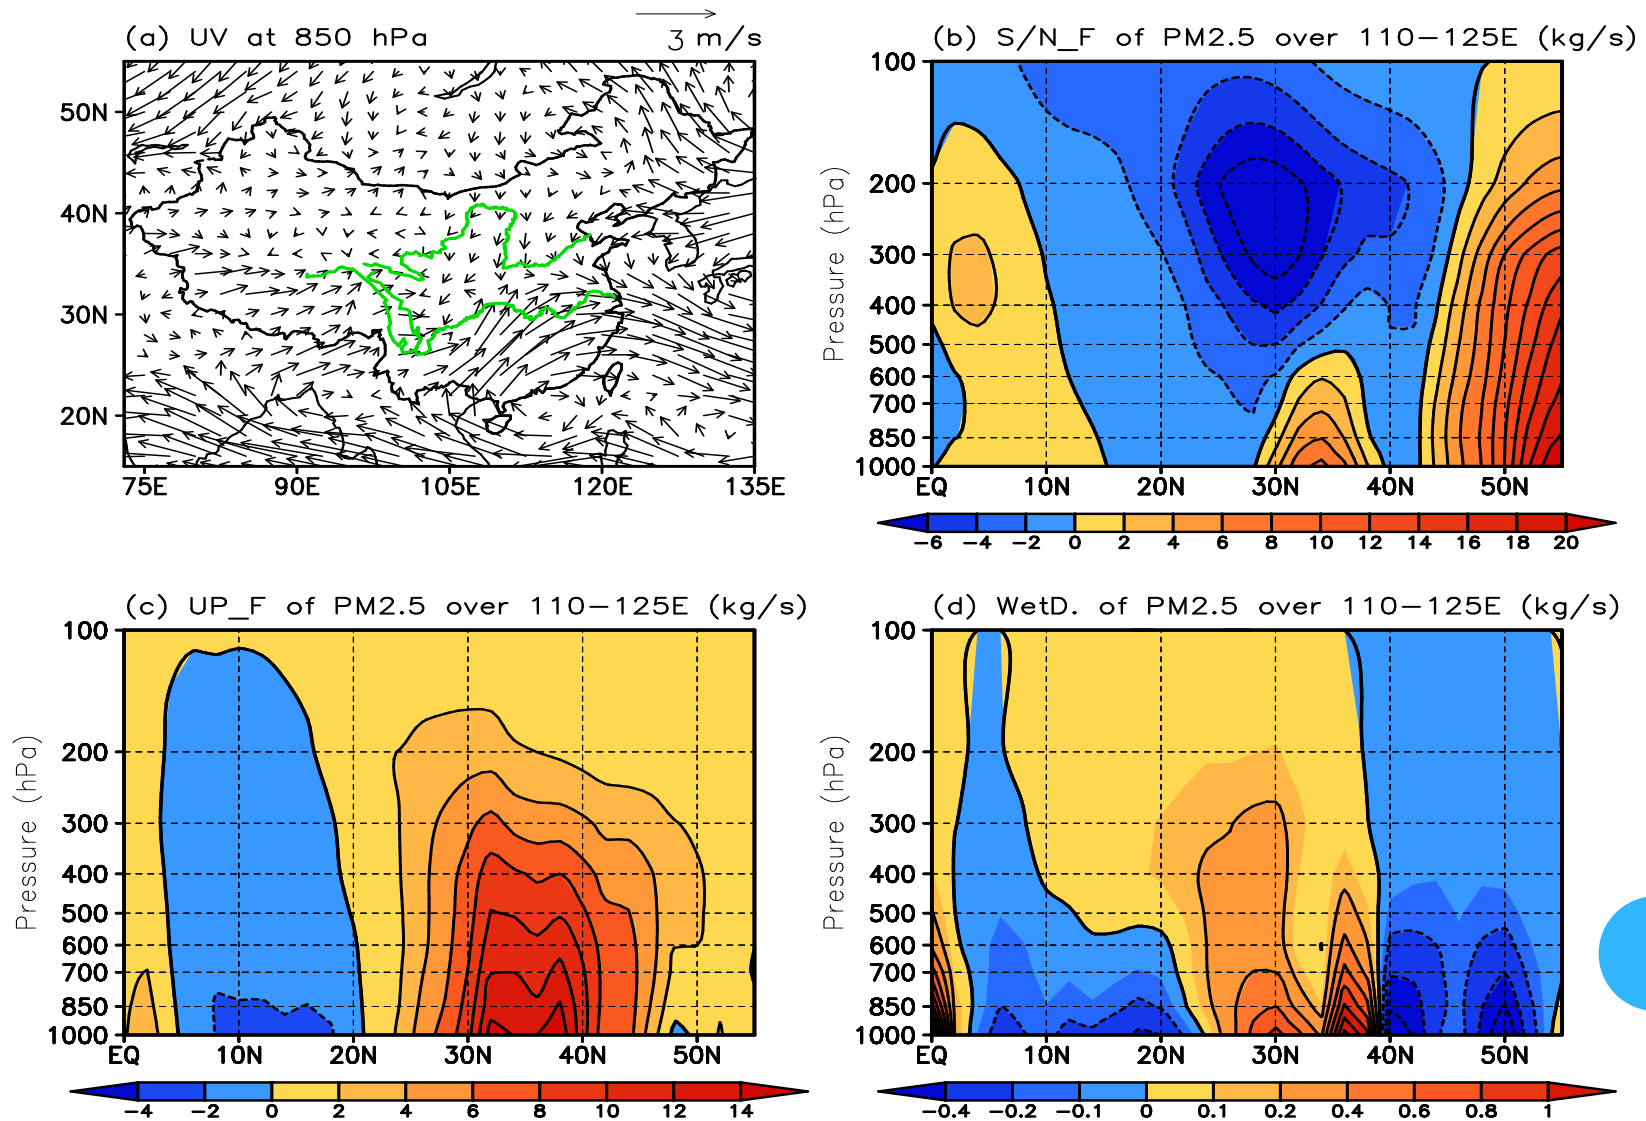 (a) UV at 850 hPa
3 m/s
50N
40N
30N
20N
75E 90E 105E 120E 135E
(b) S/N_F of PM2.5 over 110-125E (kg/s)
Pressure (hPa)
100
200
300
400
500
600
700
850
1000
EQ 10N 20N 30N 40N 50N
-6 -4 -2 0 2 4 6 8 10 12 14 16 18 20
(c) UP_F of PM2.5 over 110-125E (kg/s)
Pressure (hPa)
100
200
300
400
500
600
700
850
1000
EQ 10N 20N 30N 40N 50N
-4 -2 0 2 4 6 8 10 12 14
(d) WetD. of PM2.5 over 110-125E (kg/s)
Pressure (hPa)
100
200
300
400
500
600
700
850
1000
EQ 10N 20N 30N 40N 50N
-0.4 -0.2 -0.1 0 0.1 0.2 0.4 0.6 0.8 1